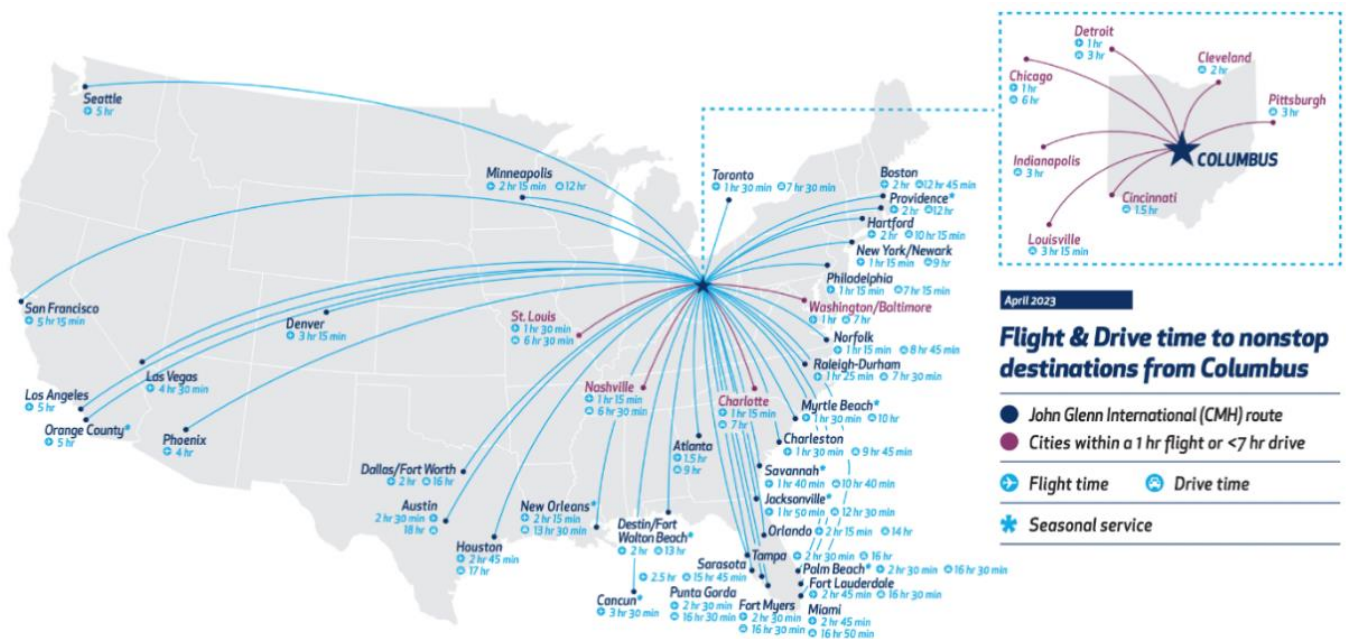 Seattle
5 hr
San Francisco
5 hr 15 min
Los Angeles
5 hr
Orange County*
5 hr
Las Vegas
4 hr 30 min
Phoenix
4 hr
Denver
3 hr 15 min
Minneapolis
2 hr 15 min 12 hr
St. Louis
1 hr 30 min
6 hr 30 min
Nashville
1 hr 15 min
6 hr 30 min
Charlotte
1 hr 15 min
7 hr
Atlanta
1.5 hr
9 hr
Dallas/Fort Worth
2 hr 16 hr
Austin
2 hr 30 min
18 hr
Houston
2 hr 45 min
17 hr
New Orleans*
2 hr 15 min
13 hr 30 min
Destin/Fort
Walton Beach*
2 hr 13 hr
Cancun*
3 hr 30 min
Toronto
1 hr 30 min 7 hr 30 min
Boston
2 hr 12 hr 45 min
Providence*
2 hr 12 hr
Hartford
2 hr 10 hr 15 min
New York/Newark
1 hr 15 min 9 hr
Philadelphia
1 hr 15 min 7 hr 15 min
Washington/Baltimore
1 hr 7 hr
Norfolk
1 hr 15 min 8 hr 45 min
Raleigh-Durham
1 hr 25 min 7 hr 30 min
Myrtle Beach*
1 hr 30 min 10 hr
Charleston
1 hr 30 min 9 hr 45 min
Savannah*
1 hr 40 min 10 hr 40 min
Jacksonville*
1 hr 50 min 12 hr 30 min
Orlando 2 hr 15 min 14 hr
Tampa 2 hr 30 min 16 hr
Sarasota
2.5 hr 15 hr 45 min
Punta Gorda
2 hr 30 min
16 hr 30 min
Fort Myers
2 hr 30 min
16 hr 30 min
Palm Beach* 2 hr 30 min 16 hr 30 min
Fort Lauderdale
2 hr 45 min 16 hr 30 min
Miami
2 hr 45 min
16 hr 50 min
Detroit
1 hr
3 hr
Cleveland
2 hr
Chicago
1 hr
6 hr
Pittsburgh
3 hr
Indianapolis
3 hr
COLUMBUS
Cincinnati
1.5 hr
Louisville
3 hr 15 min
April 2023
Flight & Drive time to nonstop
destinations from Columbus
John Glenn International (CMH) route
Cities within a 1 hr flight or <7 hr drive
Flight time Drive time
* Seasonal service